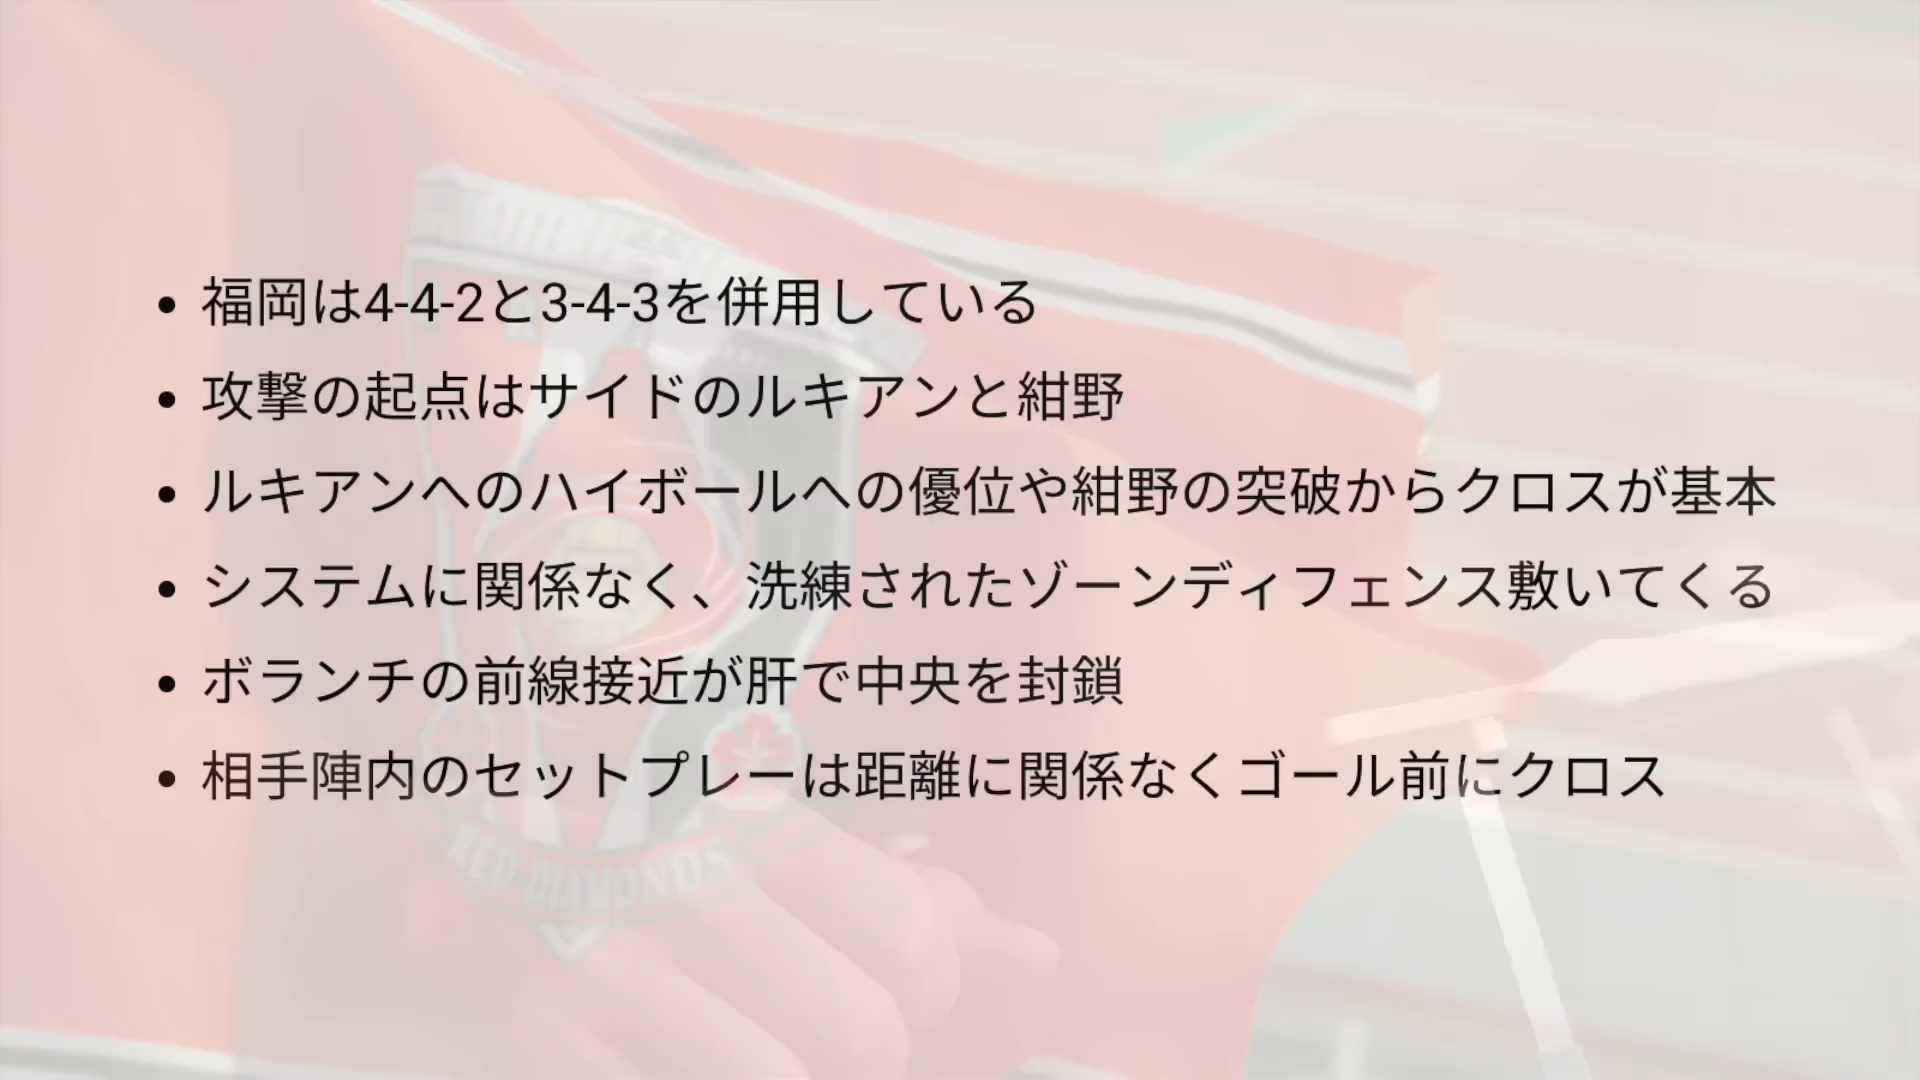 • 福岡は4-4-2と3-4-3を併用している
• 攻撃の起点はサイドのルキアンと紺野
• ルキアンへのハイボールへの優位や紺野の突破からクロスが基本
• システムに関係なく、洗練されたゾーンディフェンス敷いてくる
• ボランチの前線接近が肝で中央を封鎖
• 相手陣内のセットプレーは距離に関係なくゴール前にクロス
RED DIAMONDS